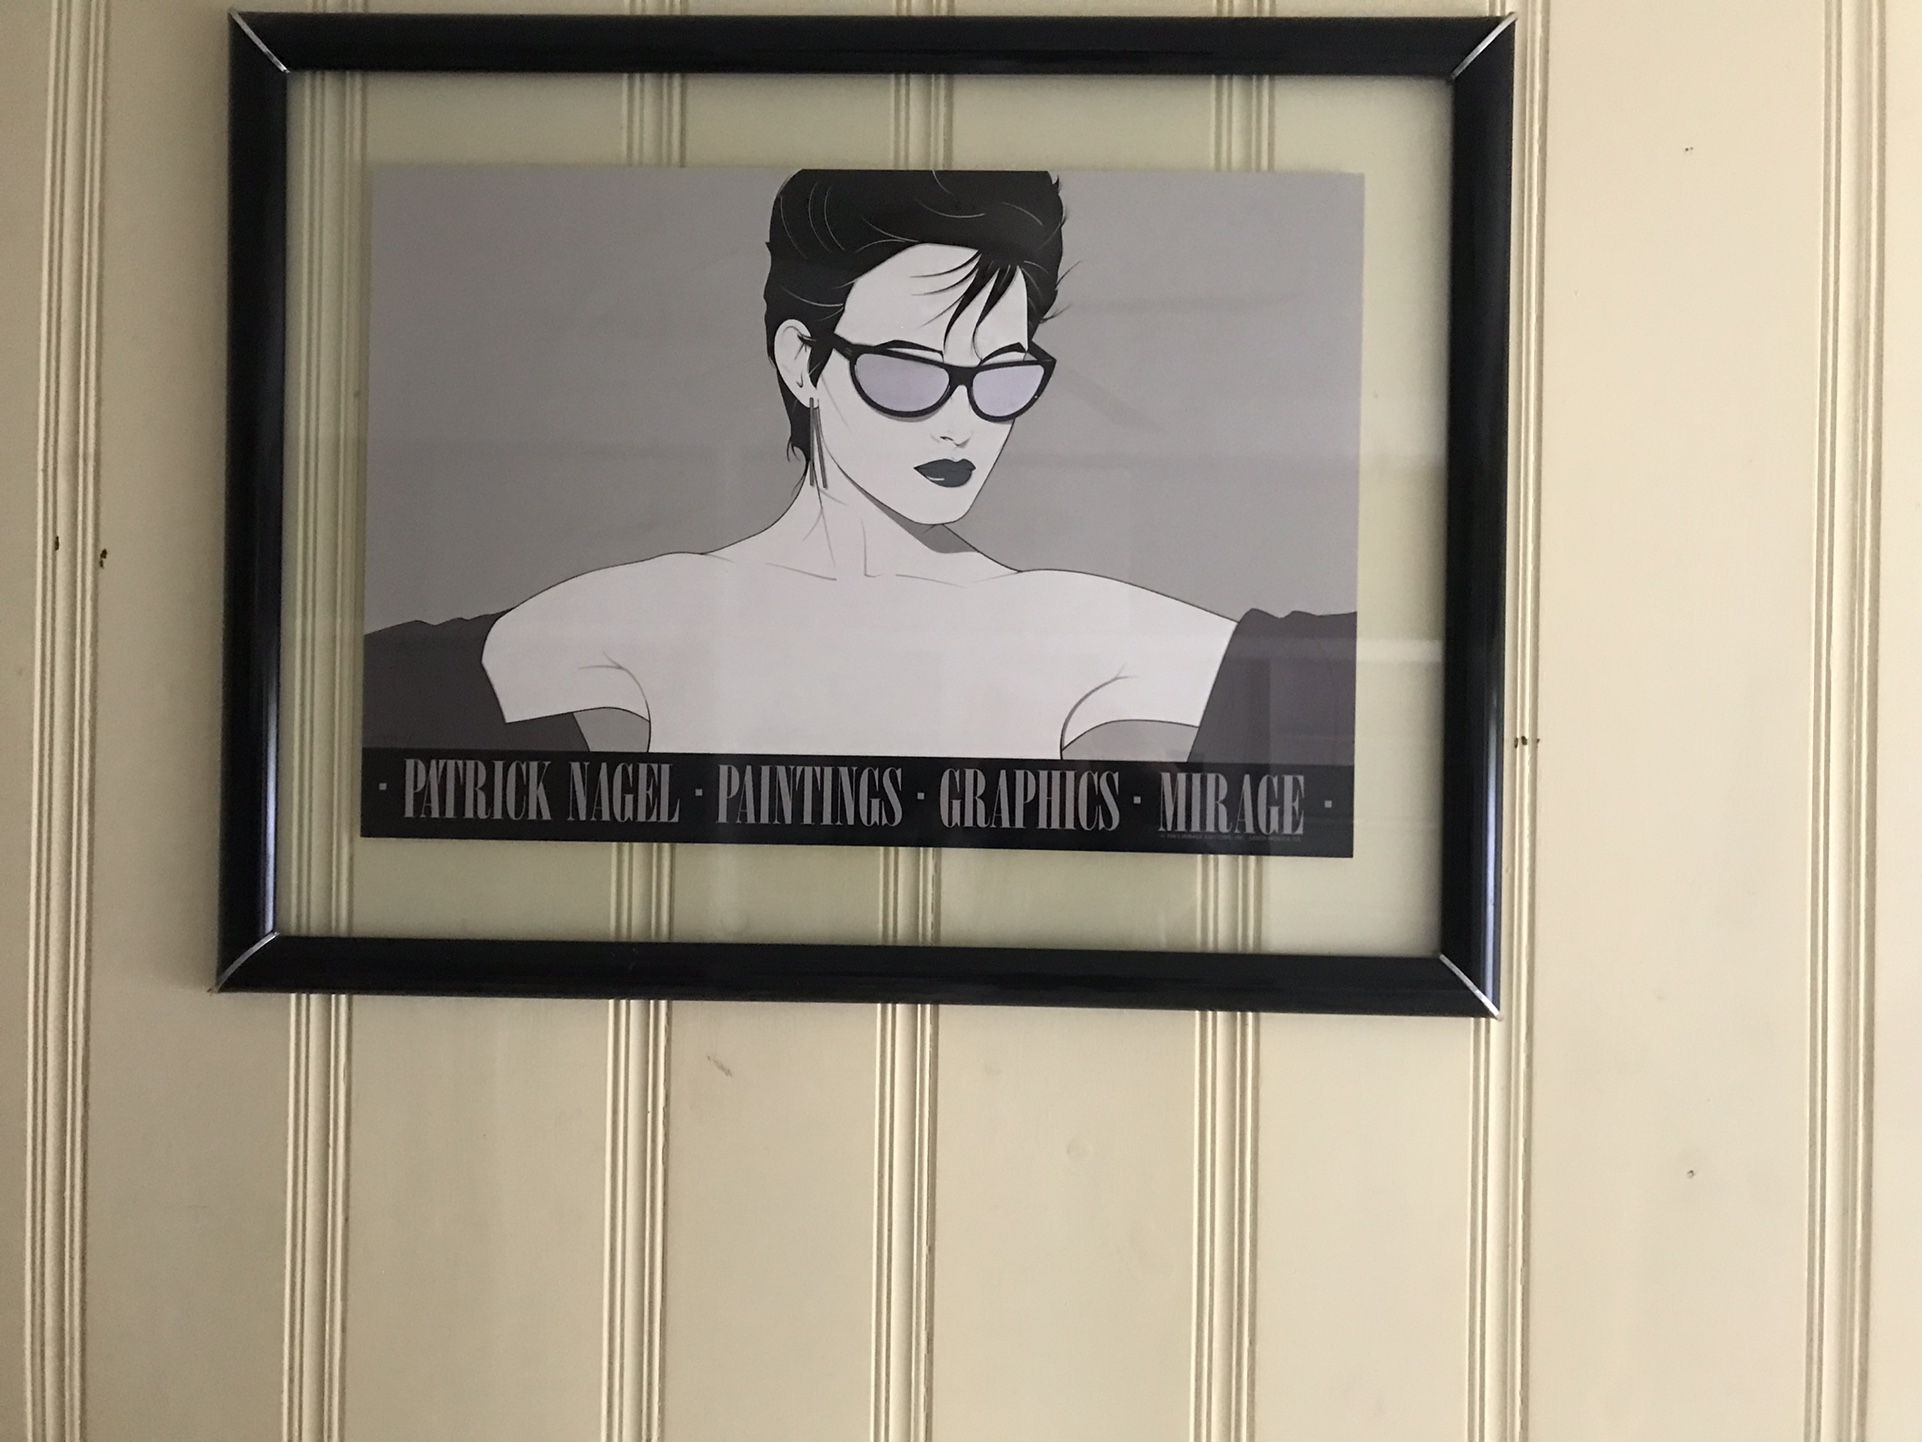 · PATRICK NAGEL · PAINTINGS · GRAPHICS · MIRAGE ·